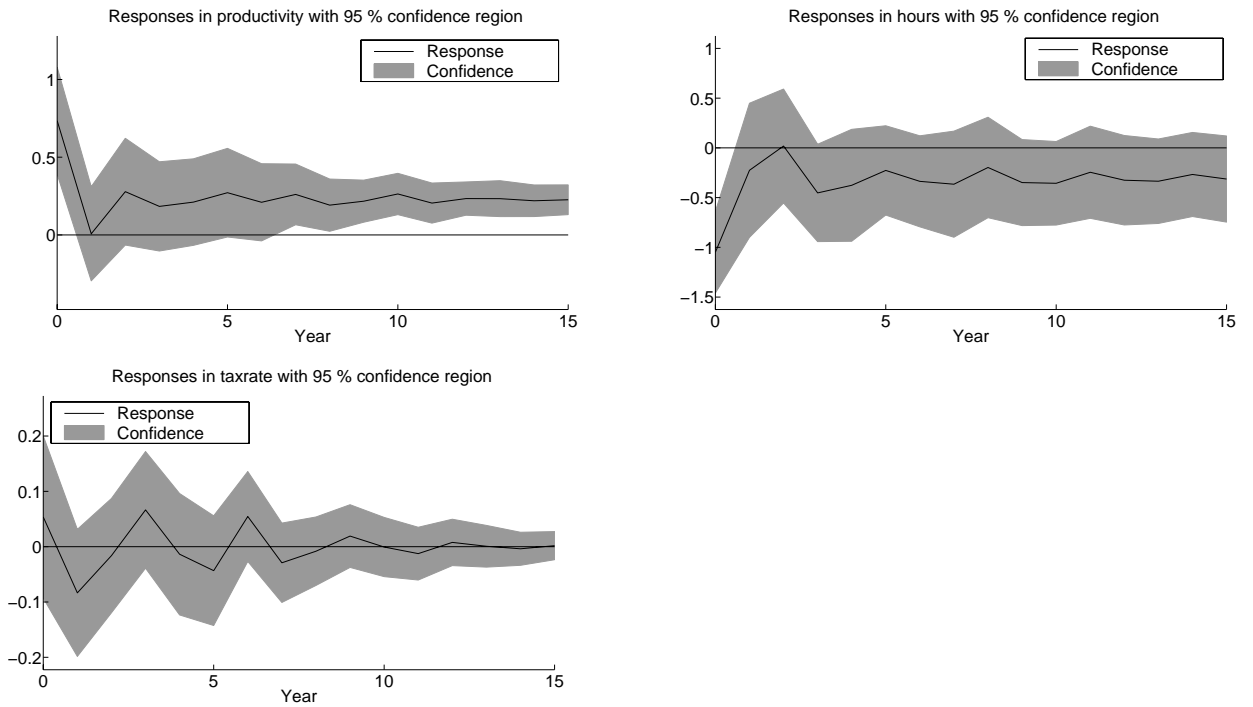 Responses in productivity with 95 % confidence region
Response
Confidence
1
0.5
0
0
5
10
15
Year
Responses in hours with 95 % confidence region
Response
Confidence
1
0.5
0
−0.5
−1
−1.5
0
5
10
15
Year
Responses in taxrate with 95 % confidence region
Response
Confidence
0.2
0.1
0
−0.1
−0.2
0
5
10
15
Year